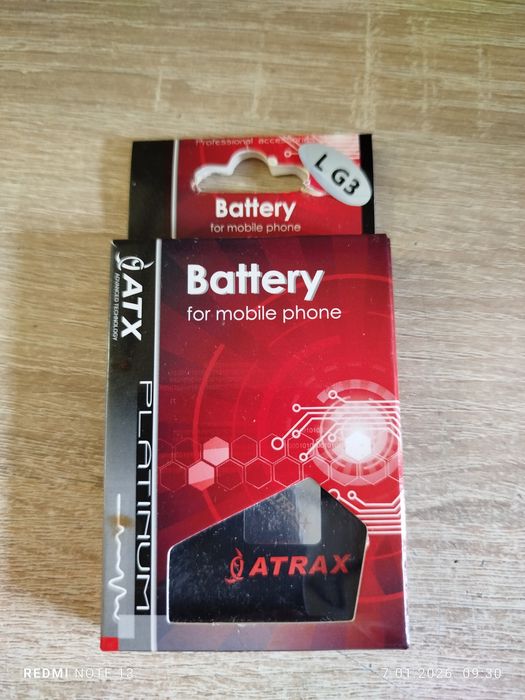 Professional accessories
L G3
Battery
for mobile phone
Battery
for mobile phone
ATX
ADVANCED TECHNOLOGY
PLATINUM
ATRAX
REDMI NOTE 13
7.01.2026 09:30